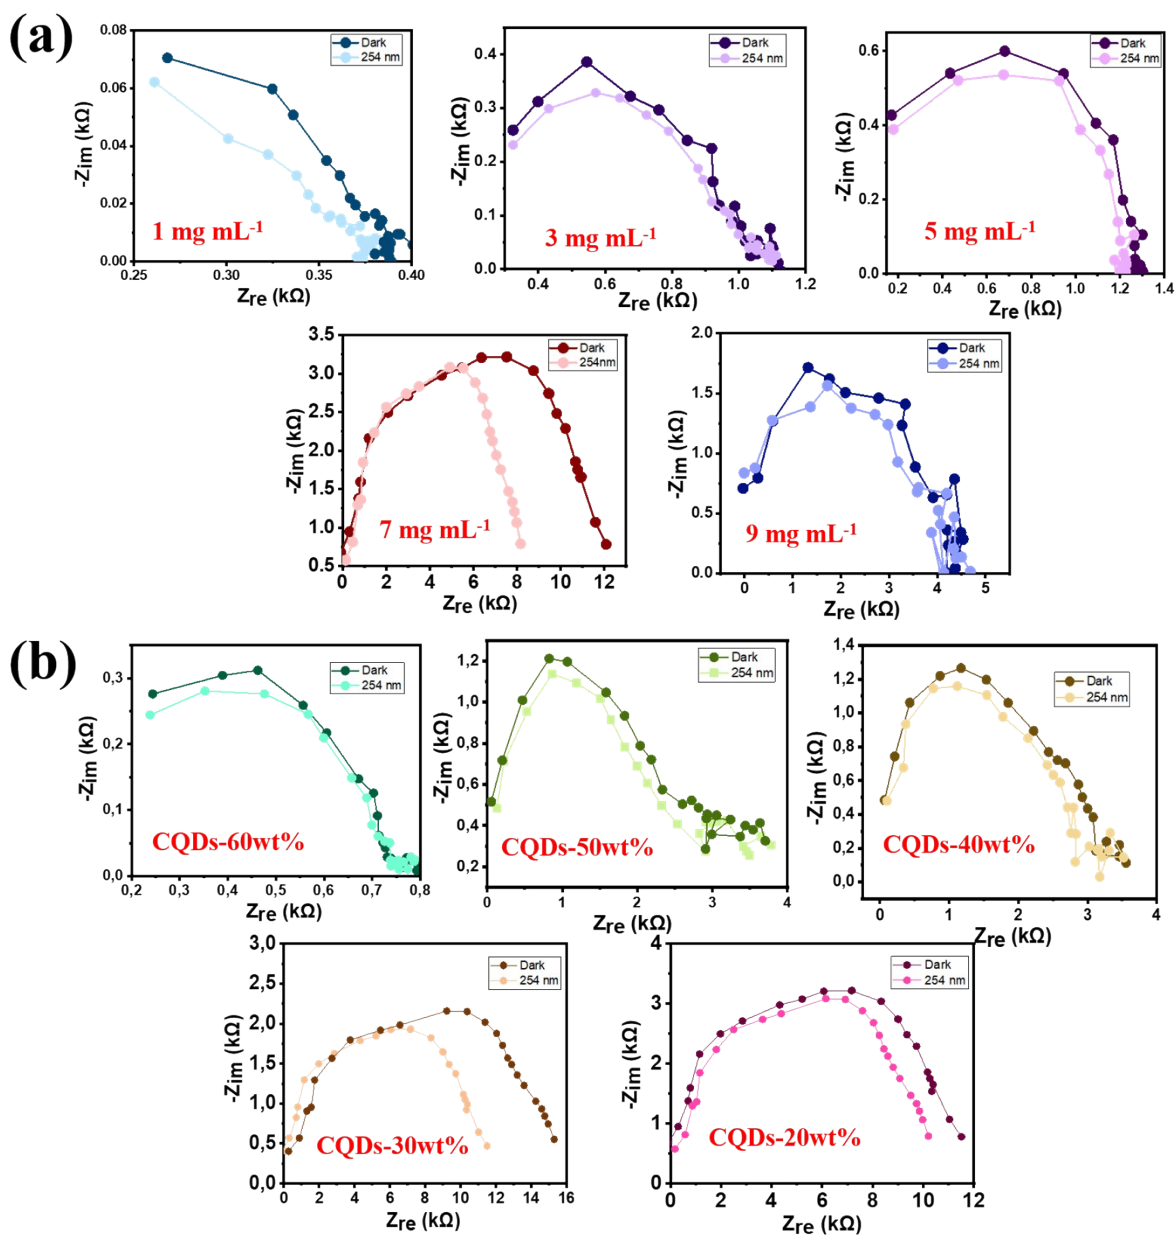 (a)
0.08
0.06
0.04
0.02
0.00
-Zim (kΩ)
Dark
254 nm
1 mg mL-1
0.25 0.30 0.35 0.40
Zre (kΩ)
0.4
0.3
0.2
0.1
0.0
-Zim (kΩ)
Dark
254 nm
3 mg mL-1
0.4 0.6 0.8 1.0 1.2
Zre (kΩ)
0.6
0.4
0.2
0.0
-Zim (kΩ)
Dark
254 nm
5 mg mL-1
0.2 0.4 0.6 0.8 1.0 1.2 1.4
Zre (kΩ)
3.5
3.0
2.5
2.0
1.5
1.0
0.5
-Zim (kΩ)
Dark
254nm
7 mg mL-1
0 2 4 6 8 10 12
Zre (kΩ)
2.0
1.5
1.0
0.5
0.0
-Zim (kΩ)
Dark
254 nm
9 mg mL-1
0 1 2 3 4 5
Zre (kΩ)
(b)
0,3
0,2
0,1
0,0
-Zim (kΩ)
Dark
254 nm
CQDs-60wt%
0,2 0,3 0,4 0,5 0,6 0,7 0,8
Zre (kΩ)
1,2
1,0
0,8
0,6
0,4
0,2
-Zim (kΩ)
Dark
254 nm
CQDs-50wt%
0 1 2 3 4
Zre (kΩ)
1,4
1,2
1,0
0,8
0,6
0,4
0,2
0,0
-Zim (kΩ)
Dark
254 nm
CQDs-40wt%
0 1 2 3 4
Zre (kΩ)
3,0
2,5
2,0
1,5
1,0
0,5
0,0
-Zim (kΩ)
Dark
254 nm
CQDs-30wt%
0 2 4 6 8 10 12 14 16
Zre (kΩ)
4
3
2
1
0
-Zim (kΩ)
Dark
254 nm
CQDs-20wt%
0 2 4 6 8 10 12
Zre (kΩ)